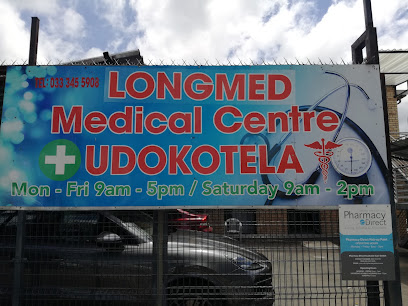 TEL: 033 345 5908
LONGMED
Medical Centre
UDOKOTELA
Mon - Fri 9am - 5pm / Saturday 9am - 2pm
Pharmacy
Direct